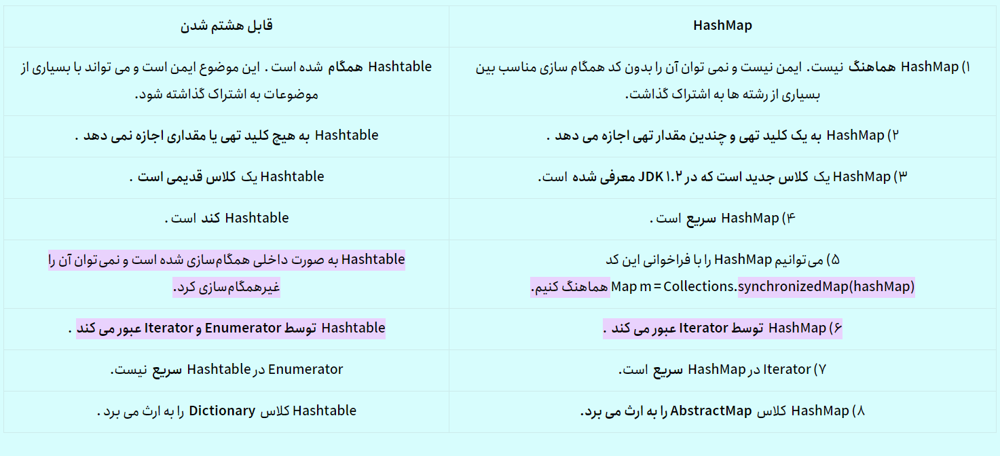 HashMap
قابل هشتم شدن
۱) HashMap هماهنگ نیست. ایمن نیست و نمی توان آن را بدون کد همگام سازی مناسب بین
بسیاری از رشته ها به اشتراک گذاشت.
Hashtable همگام شده است . این موضوع ایمن است و می تواند با بسیاری از
موضوعات به اشتراک گذاشته شود.
۲) HashMap به یک کلید تهی و چندین مقدار تهی اجازه می دهد .
Hashtable به هیچ کلید تهی یا مقداری اجازه نمی دهد .
۳) HashMap یک کلاس جدید است که در JDK ۱.۲ معرفی شده است.
Hashtable یک کلاس قدیمی است .
۴) HashMap سریع است .
Hashtable کند است .
۵) می‌توانیم HashMap را با فراخوانی این کد
Map m = Collections.synchronizedMap(hashMap) هماهنگ کنیم.
Hashtable به صورت داخلی همگام‌سازی شده است و نمی‌توان آن را
غیرهمگام‌سازی کرد.
۶) HashMap توسط Iterator عبور می کند .
Hashtable توسط Enumerator و Iterator عبور می کند .
۷) Iterator در HashMap سریع است.
Enumerator در Hashtable سریع نیست.
۸) HashMap کلاس AbstractMap را به ارث می برد.
Hashtable کلاس Dictionary را به ارث می برد .